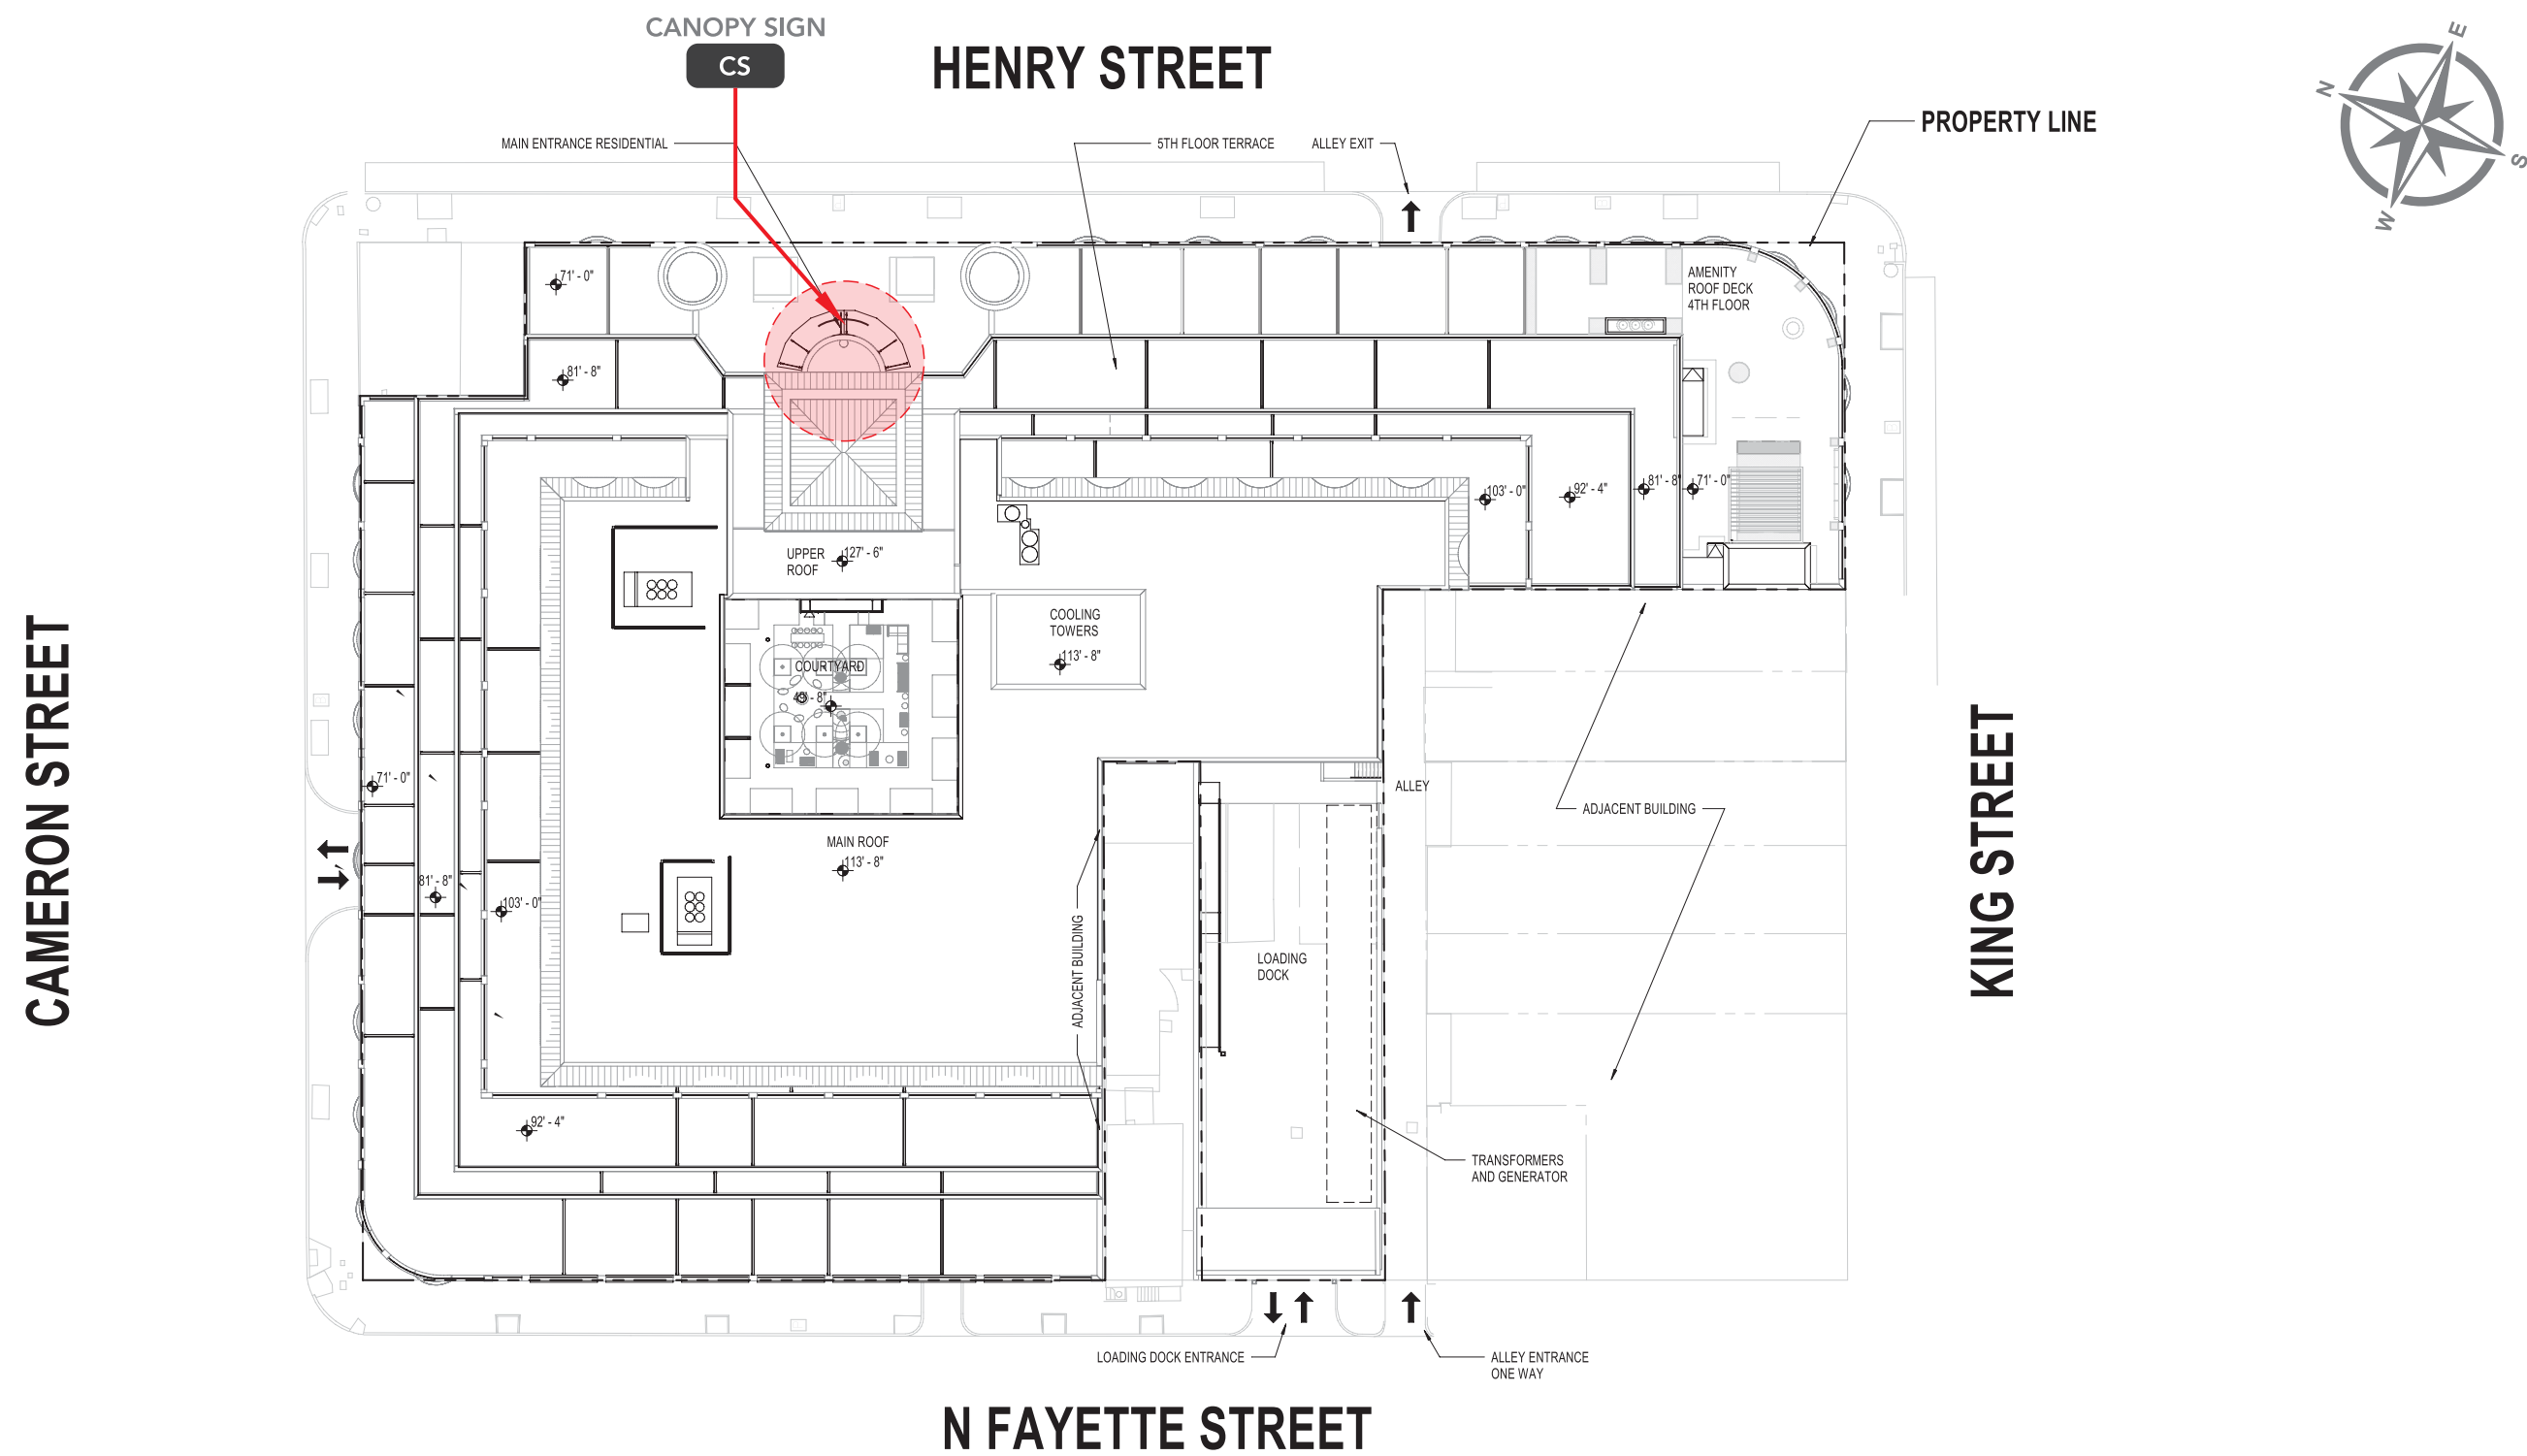 CANOPY SIGN
CS
HENRY STREET
E
N
S
W
PROPERTY LINE
MAIN ENTRANCE RESIDENTIAL
5TH FLOOR TERRACE
ALLEY EXIT
71' - 0"
AMENITY
ROOF DECK
4TH FLOOR
81' - 8"
103' - 0"
92' - 4"
81' - 8"
71' - 0"
UPPER
ROOF
127' - 6"
COOLING
TOWERS
113' - 8"
COURTYARD
49' - 8"
CAMERON STREET
KING STREET
71' - 0"
ALLEY
ADJACENT BUILDING
MAIN ROOF
113' - 8"
81' - 8"
103' - 0"
ADJACENT BUILDING
LOADING
DOCK
92' - 4"
TRANSFORMERS
AND GENERATOR
LOADING DOCK ENTRANCE
ALLEY ENTRANCE
ONE WAY
N FAYETTE STREET